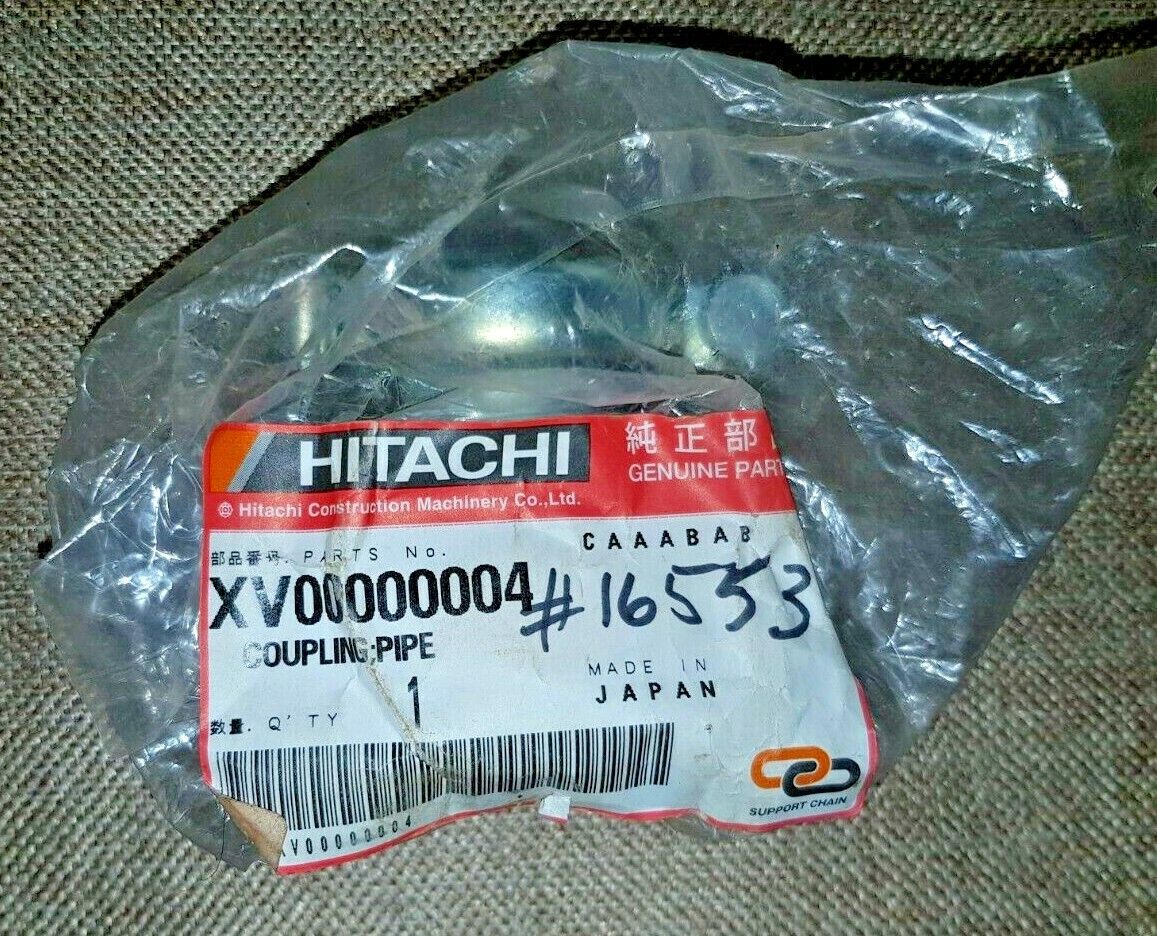 HITACHI
純正部
GENUINE PART
© Hitachi Construction Machinery Co.,Ltd.
部品番号. PARTS No.
CAAABAB
XV00000004
#16553
COUPLING;PIPE
MADE IN
JAPAN
数量. Q'TY
1
XV00000004
SUPPORT CHAIN